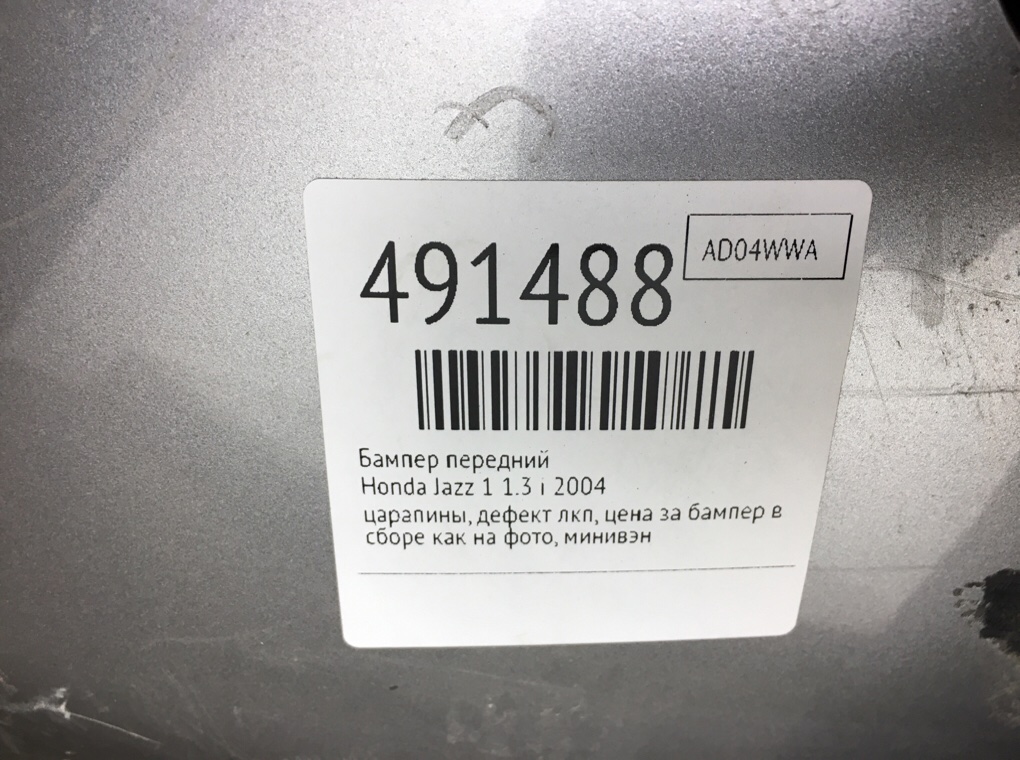 491488
AD04WWA
Бампер передний
Honda Jazz 1 1.3 i 2004
царапины, дефект лкп, цена за бампер в
сборе как на фото, минивэн